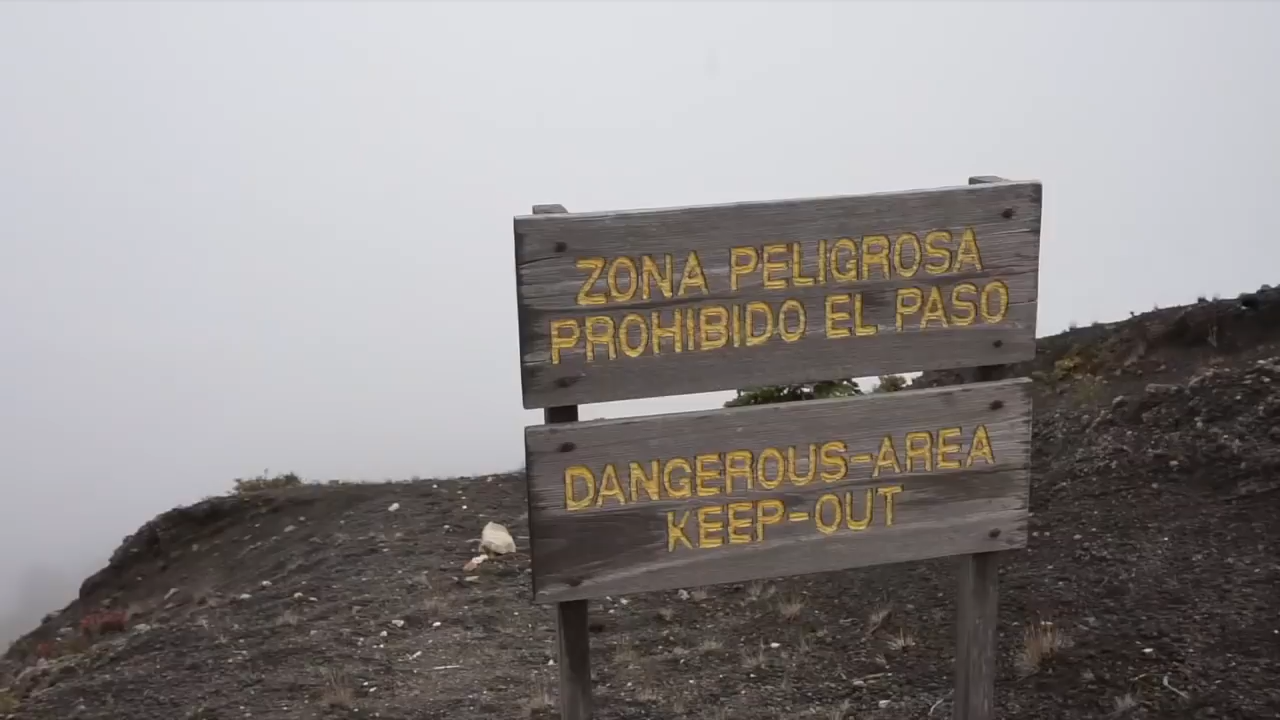 ZONA PELIGROSA
PROHIBIDO EL PASO
DANGEROUS-AREA
KEEP-OUT